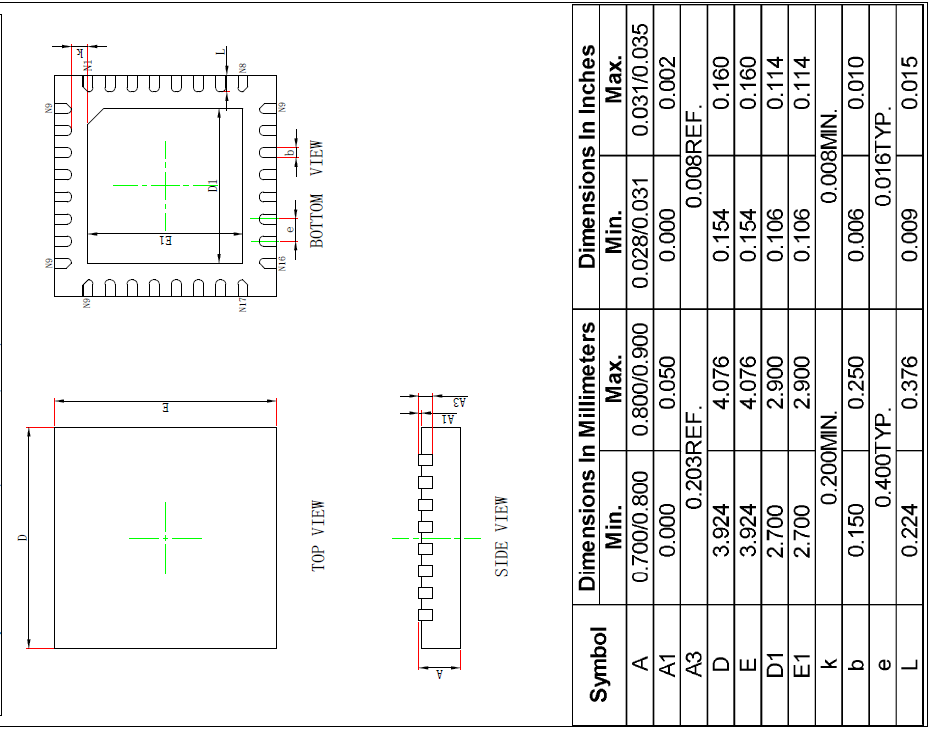 k
N1
L
N8
N9
N9
b
D1
e
E1
N9
N16
N9
N17
BOTTOM VIEW
E
D
TOP VIEW
A3
A1
A
SIDE VIEW
Symbol Dimensions In Millimeters Dimensions In Inches
Min. Max. Min. Max.
A 0.700/0.800 0.800/0.900 0.028/0.031 0.031/0.035
A1 0.000 0.050 0.000 0.002
A3 0.203REF. 0.008REF.
D 3.924 4.076 0.154 0.160
E 3.924 4.076 0.154 0.160
D1 2.700 2.900 0.106 0.114
E1 2.700 2.900 0.106 0.114
k 0.200MIN. 0.008MIN.
b 0.150 0.250 0.006 0.010
e 0.400TYP. 0.016TYP.
L 0.224 0.376 0.009 0.015